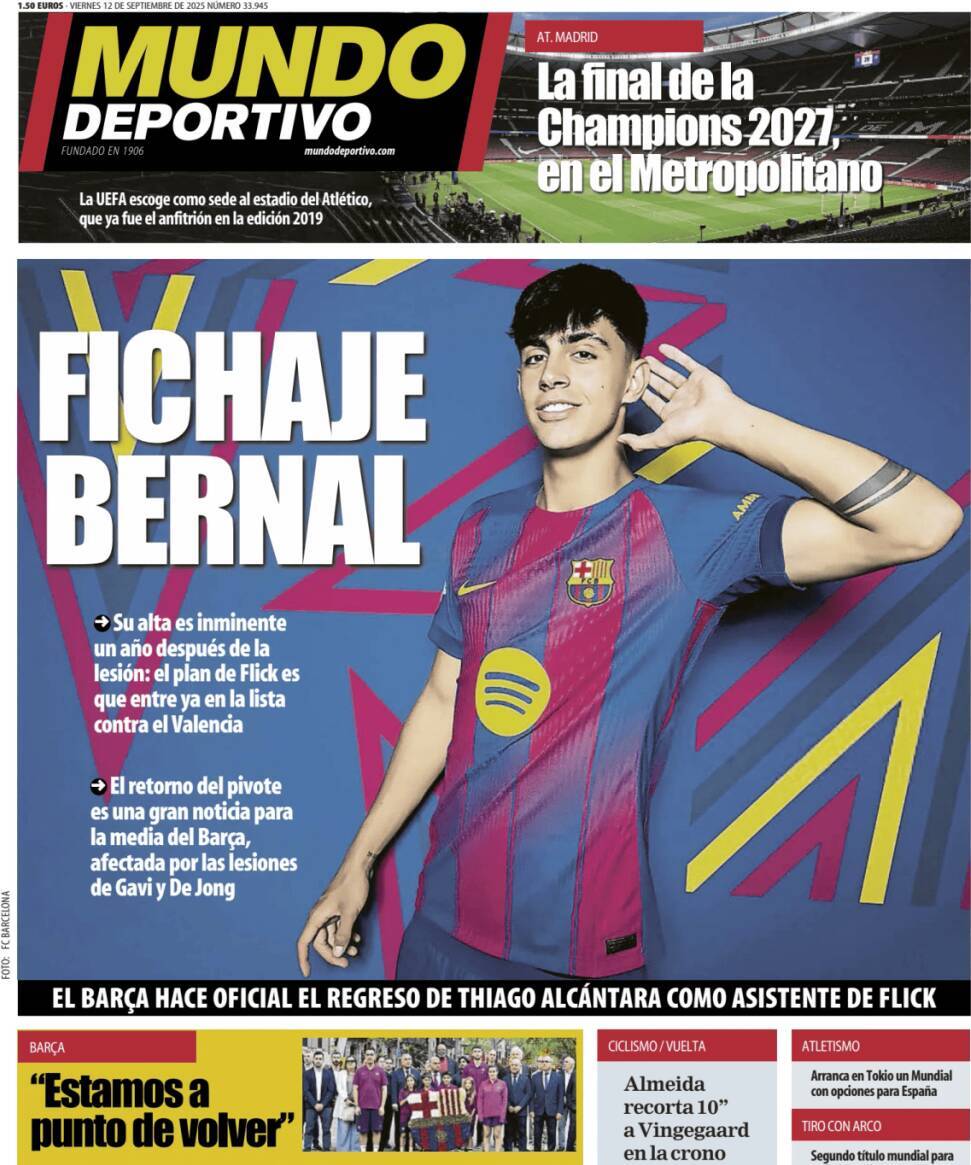 1.50 EUROS · VIERNES 12 DE SEPTIEMBRE DE 2025 NÚMERO 33.945
MUNDO
DEPORTIVO
FUNDADO EN 1906
mundodeportivo.com
La UEFA escoge como sede al estadio del Atlético,
que ya fue el anfitrión en la edición 2019
AT. MADRID
La final de la
Champions 2027,
en el Metropolitano
FICHAJE
BERNAL
Su alta es inminente
un año después de la
lesión: el plan de Flick es
que entre ya en la lista
contra el Valencia
El retorno del pivote
es una gran noticia para
la media del Barça,
afectada por las lesiones
de Gavi y De Jong
FOTO: FC BARCELONA
EL BARÇA HACE OFICIAL EL REGRESO DE THIAGO ALCÁNTARA COMO ASISTENTE DE FLICK
BARÇA
“Estamos a
punto de volver”
CICLISMO / VUELTA
Almeida
recorta 10”
a Vingegaard
en la crono
ATLETISMO
Arranca en Tokio un Mundial
con opciones para España
TIRO CON ARCO
Segundo título mundial para